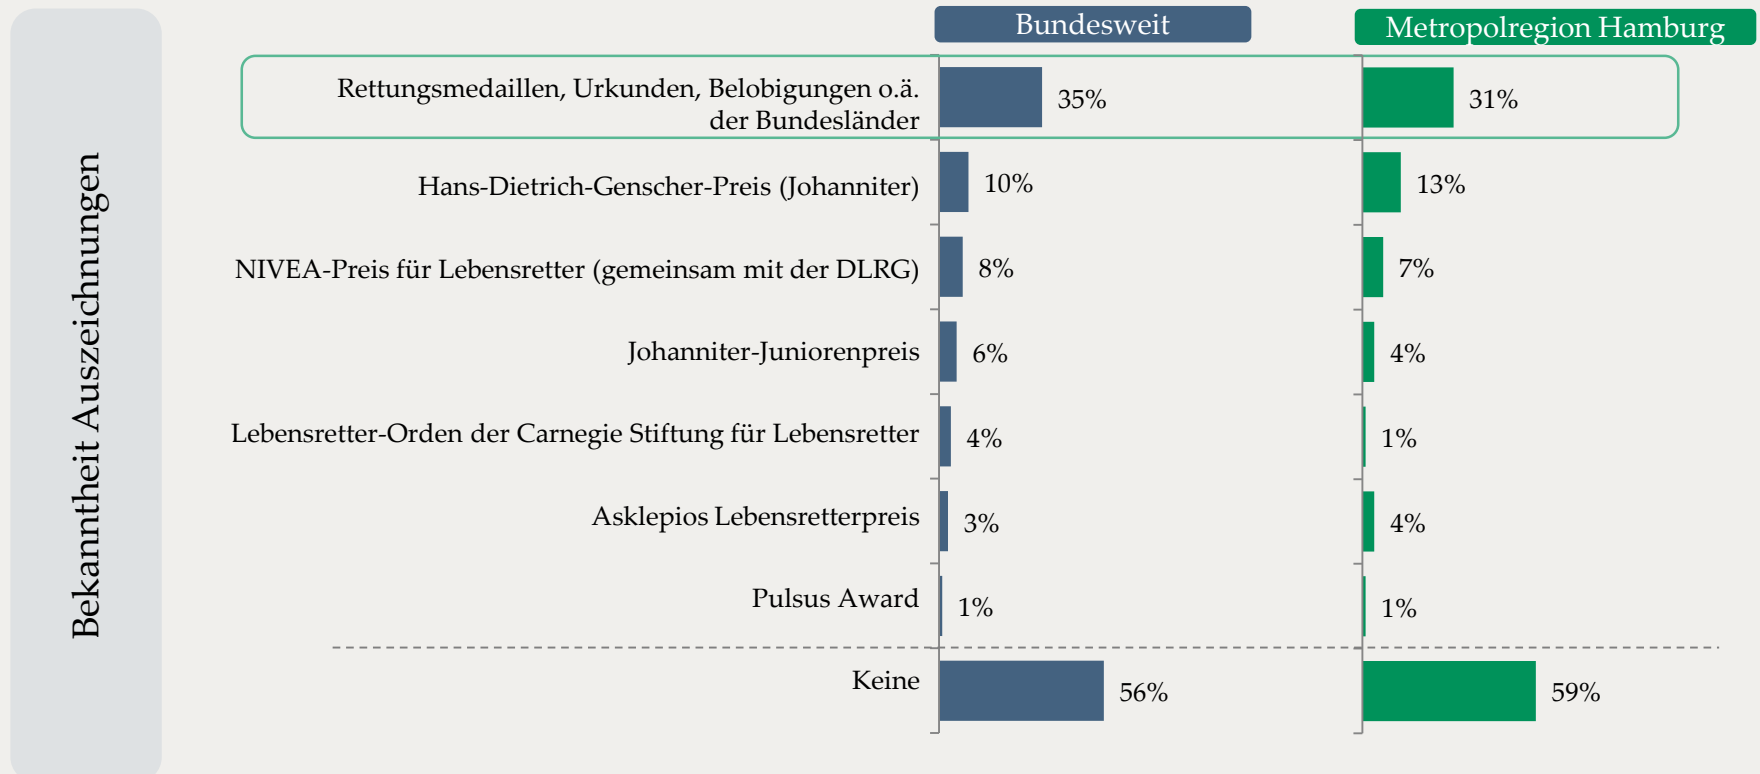 Bekanntheit Auszeichnungen
Bundesweit
Metropolregion Hamburg
Rettungsmedaillen, Urkunden, Belobigungen o.ä.
der Bundesländer
35%
31%
Hans-Dietrich-Genscher-Preis (Johanniter)
10%
13%
NIVEA-Preis für Lebensretter (gemeinsam mit der DLRG)
8%
7%
Johanniter-Juniorenpreis
6%
4%
Lebensretter-Orden der Carnegie Stiftung für Lebensretter
4%
1%
Asklepios Lebensretterpreis
3%
4%
Pulsus Award
1%
1%
Keine
56%
59%